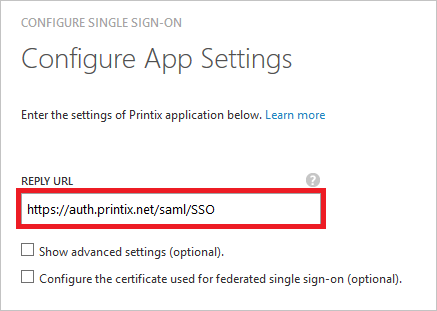 CONFIGURE SINGLE SIGN-ON
Configure App Settings
Enter the settings of Printix application below. Learn more
REPLY URL ?
https://auth.printix.net/saml/SSO
Show advanced settings (optional).
Configure the certificate used for federated single sign-on (optional).